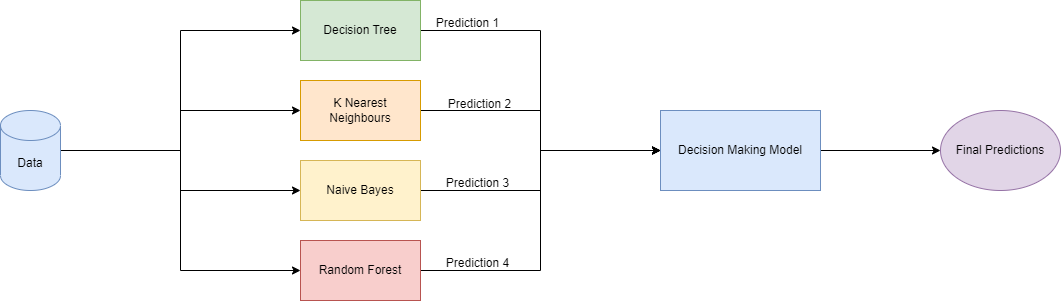 Data
Decision Tree
Prediction 1
K Nearest
Neighbours
Prediction 2
Naive Bayes
Prediction 3
Random Forest
Prediction 4
Decision Making Model
Final Predictions